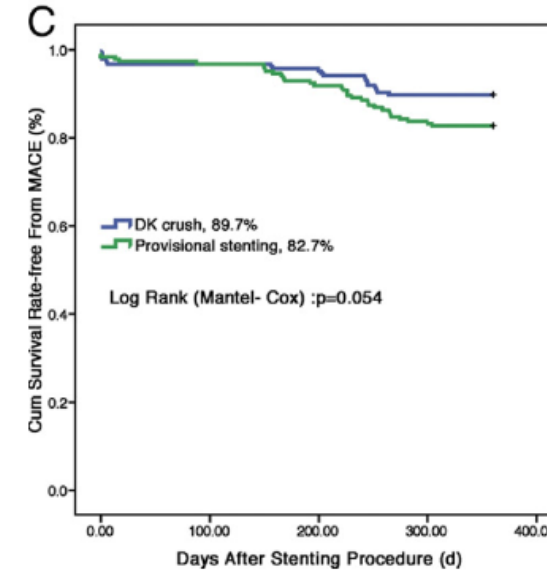 C
Cum Survival Rate-free From MACE (%)
1.0
0.8
0.6
0.4
0.2
0.0
DK crush, 89.7%
Provisional stenting, 82.7%
Log Rank (Mantel- Cox) :p=0.054
0.00 100.00 200.00 300.00 400.0
Days After Stenting Procedure (d)